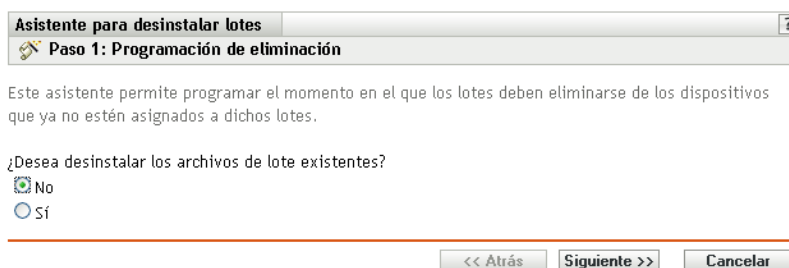 Asistente para desinstalar lotes
?
Paso 1: Programación de eliminación
Este asistente permite programar el momento en el que los lotes deben eliminarse de los dispositivos
que ya no estén asignados a dichos lotes.
¿Desea desinstalar los archivos de lote existentes?
No
Sí
<< Atrás Siguiente >> Cancelar